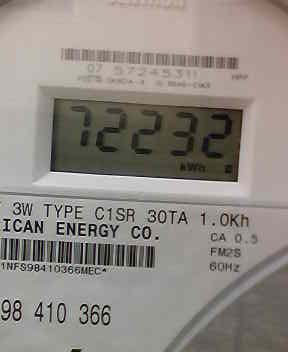 07 57245311
72232
kWh
3W TYPE C1SR 30TA 1.0Kh
ICAN ENERGY CO.
CA 0.5
FM2S
60Hz
1NFS98410366MEC*
98 410 366